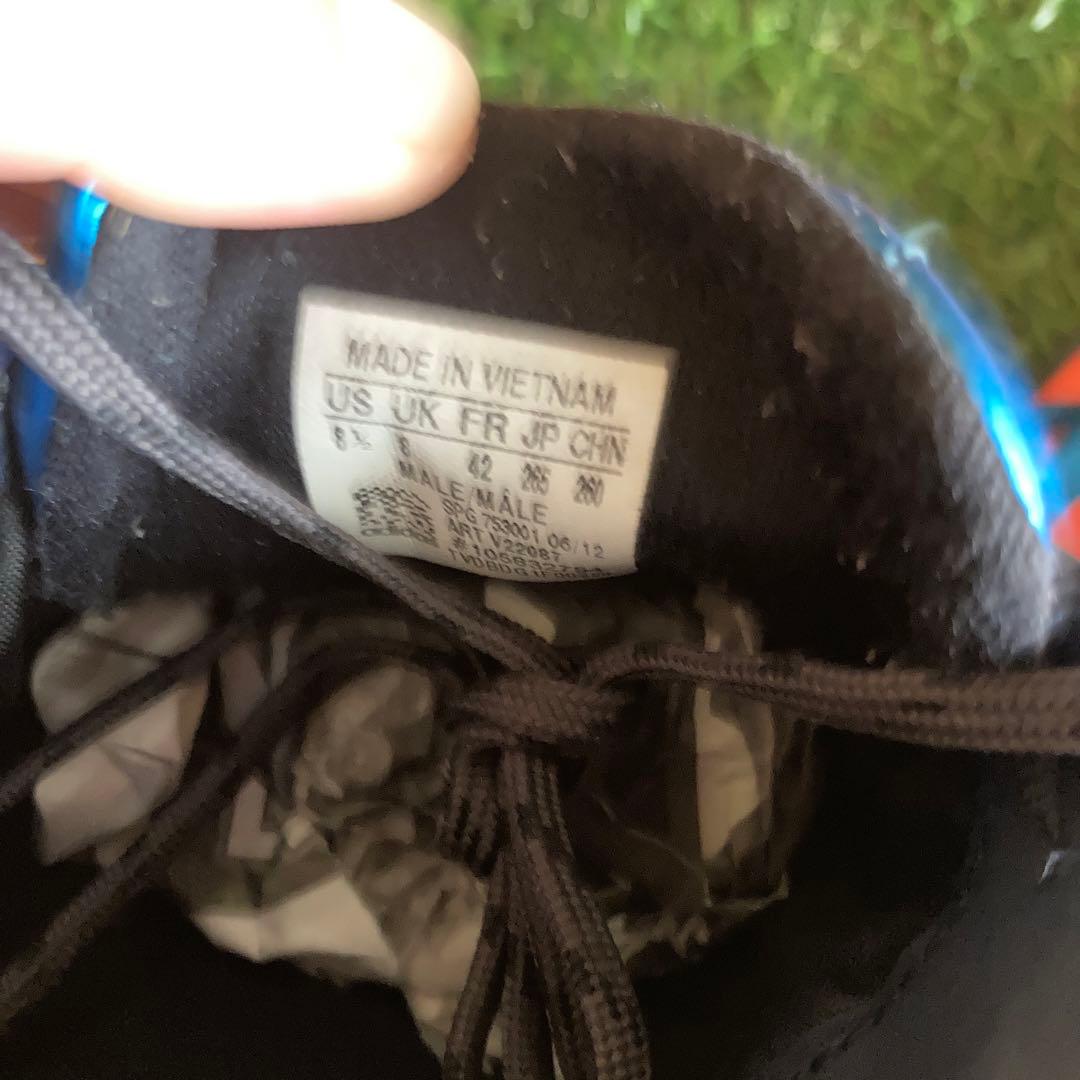 MADE IN VIETNAM
US UK FR JP CHN
8½ 8 42 265 260
MALE/MÂLE
SPG 753001 06/12
ART V22087